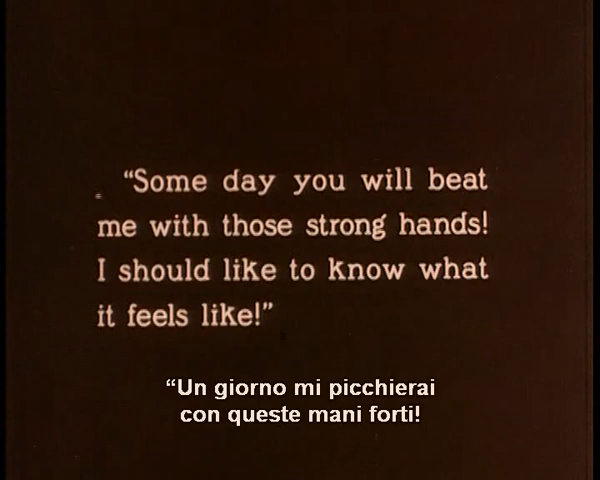 “Some day you will beat
me with those strong hands!
I should like to know what
it feels like!”
“Un giorno mi picchierai
con queste mani forti!